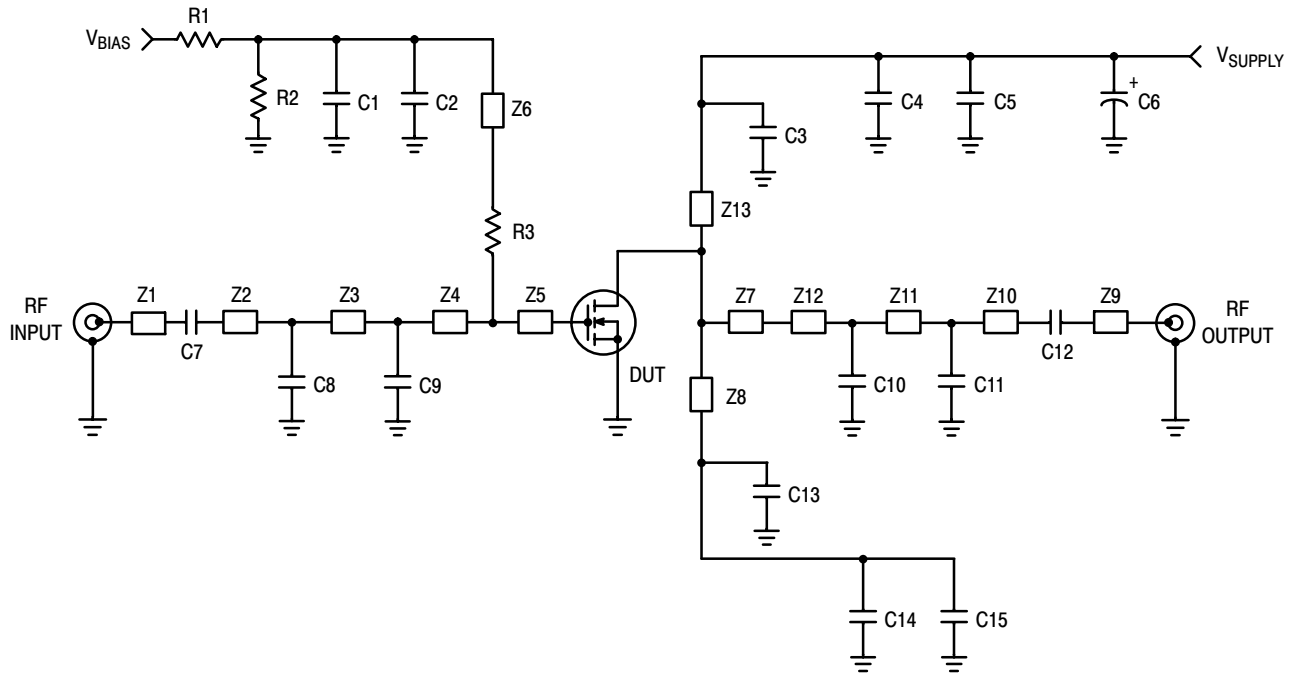 R1
VBIAS
VSUPPLY
R2
C1
C2
Z6
C4
C5
+
C6
C3
Z13
R3
RF
INPUT
Z1
Z2
Z3
Z4
Z5
Z7
Z12
Z11
Z10
Z9
RF
OUTPUT
C7
C12
C8
C9
DUT
Z8
C10
C11
C13
C14
C15